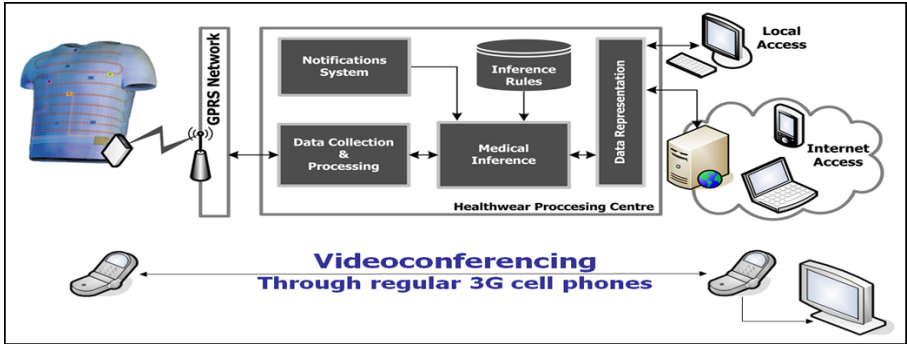 GPRS Network
Notifications
System
Inference
Rules
Data Collection
&
Processing
Medical
Inference
Data Representation
Healthwear Proccesing Centre
Local
Access
Internet
Access
Videoconferencing
Through regular 3G cell phones